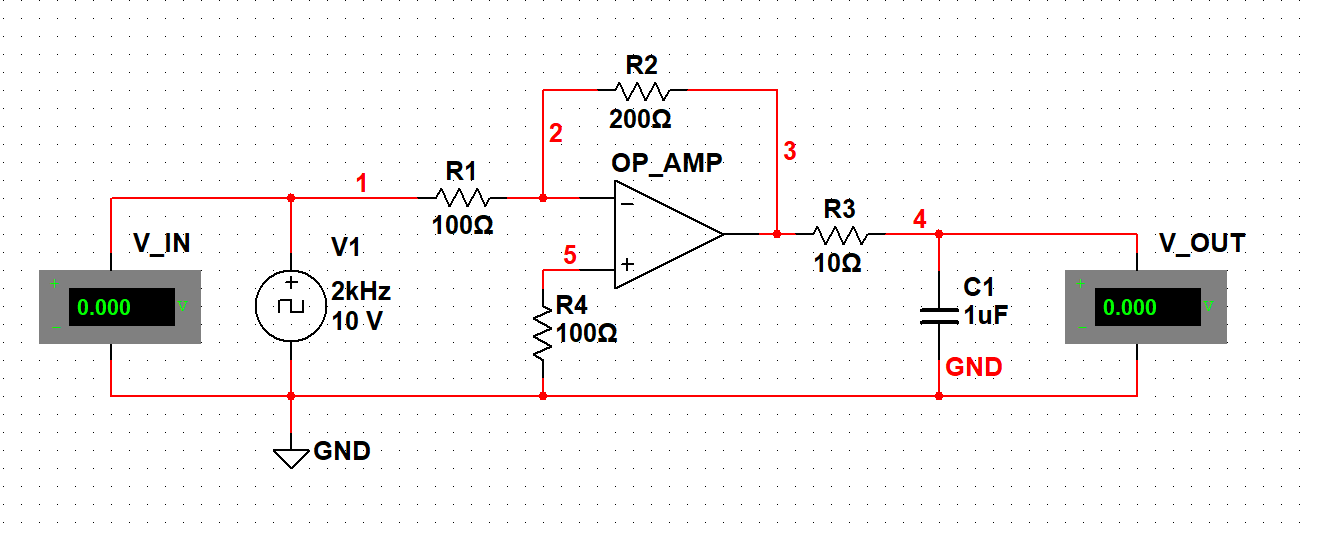 R2
200Ω
2
3
OP_AMP
R1
100Ω
1
R3
10Ω
4
V_IN
+
0.000 V
−
V1
2kHz
10 V
+
−
+
5
R4
100Ω
C1
1uF
GND
V_OUT
+
0.000 V
−
GND